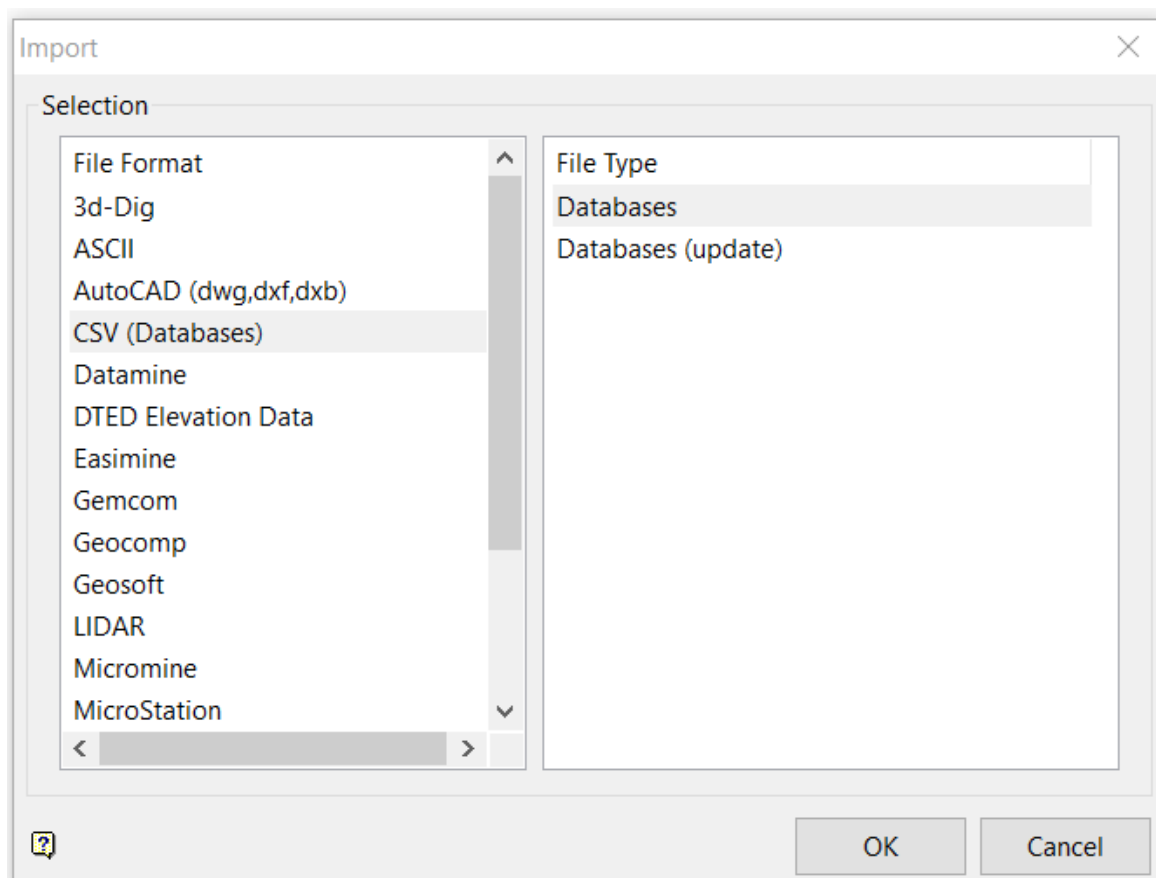 Import
Selection
File Format
3d-Dig
ASCII
AutoCAD (dwg,dxf,dxb)
CSV (Databases)
Datamine
DTED Elevation Data
Easimine
Gemcom
Geocomp
Geosoft
LIDAR
Micromine
MicroStation
File Type
Databases
Databases (update)
?
OK
Cancel